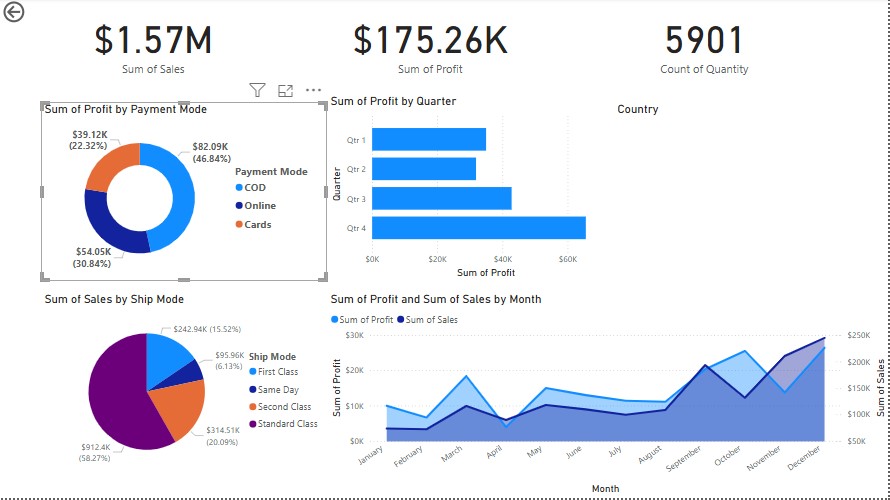 $1.57M
Sum of Sales
$175.26K
Sum of Profit
5901
Count of Quantity
Sum of Profit by Payment Mode
$39.12K
(22.32%)
$82.09K
(46.84%)
$54.05K
(30.84%)
Payment Mode
COD
Online
Cards
Sum of Profit by Quarter
Quarter
Qtr 1
Qtr 2
Qtr 3
Qtr 4
$0K
$20K
$40K
$60K
Sum of Profit
Country
Sum of Sales by Ship Mode
$242.94K (15.52%)
$95.96K
(6.13%)
$314.51K
(20.09%)
$912.4K
(58.27%)
Ship Mode
First Class
Same Day
Second Class
Standard Class
Sum of Profit and Sum of Sales by Month
Sum of Profit
Sum of Sales
Sum of Profit
$30K
$20K
$10K
$0K
$250K
$200K
$150K
$100K
$50K
Sum of Sales
January
February
March
April
May
June
July
August
September
October
November
December
Month